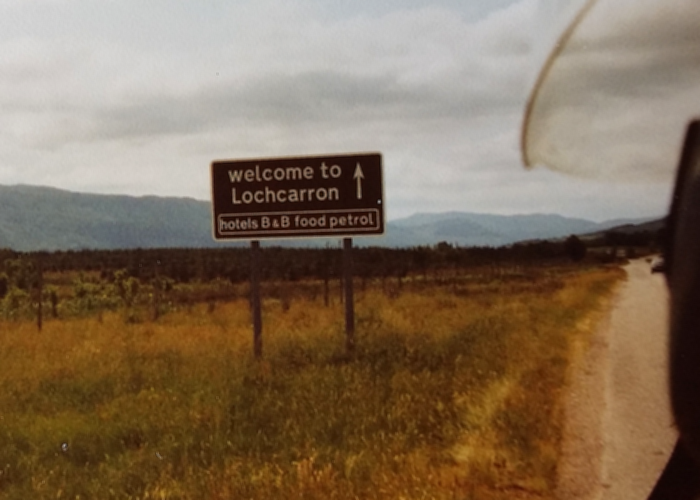 welcome to
Lochcarron
hotels B&B food petrol